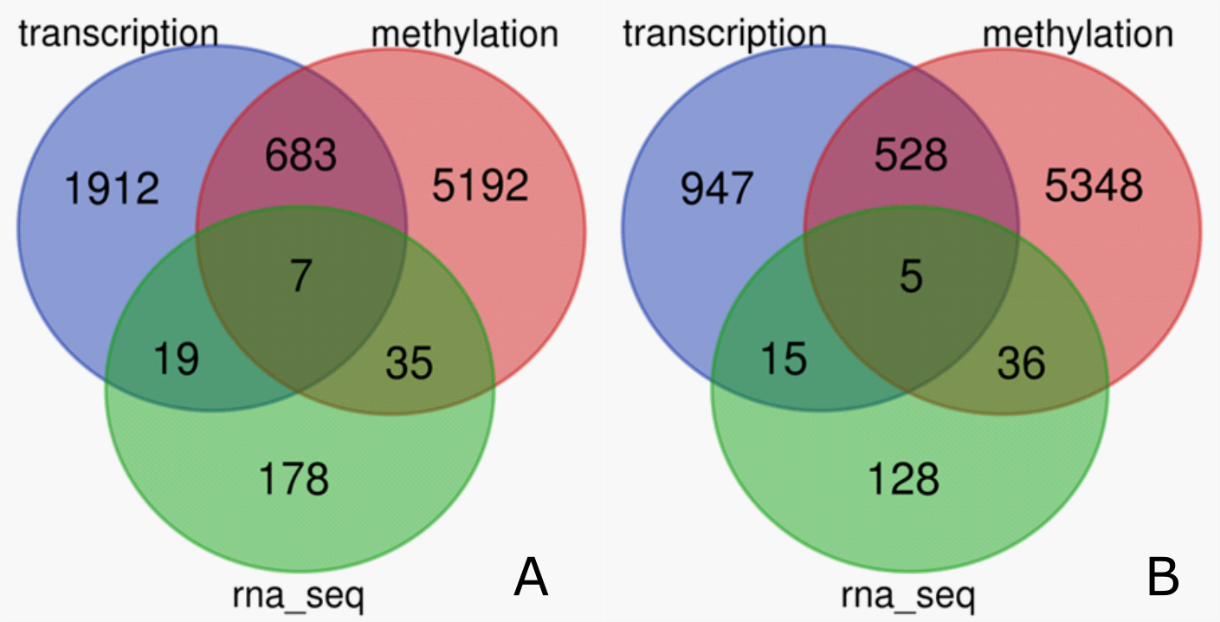 transcription methylation
683
1912 5192
7
19 35
178
rna_seq
A
transcription methylation
528
947 5348
5
15 36
128
rna_seq
B